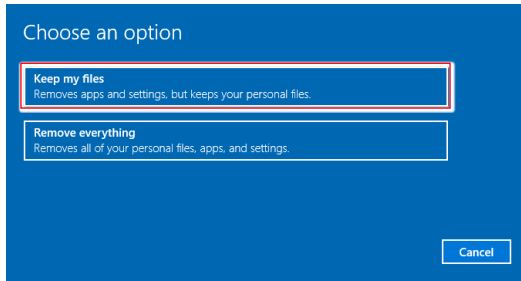 Choose an option
Keep my files
Removes apps and settings, but keeps your personal files.
Remove everything
Removes all of your personal files, apps, and settings.
Cancel